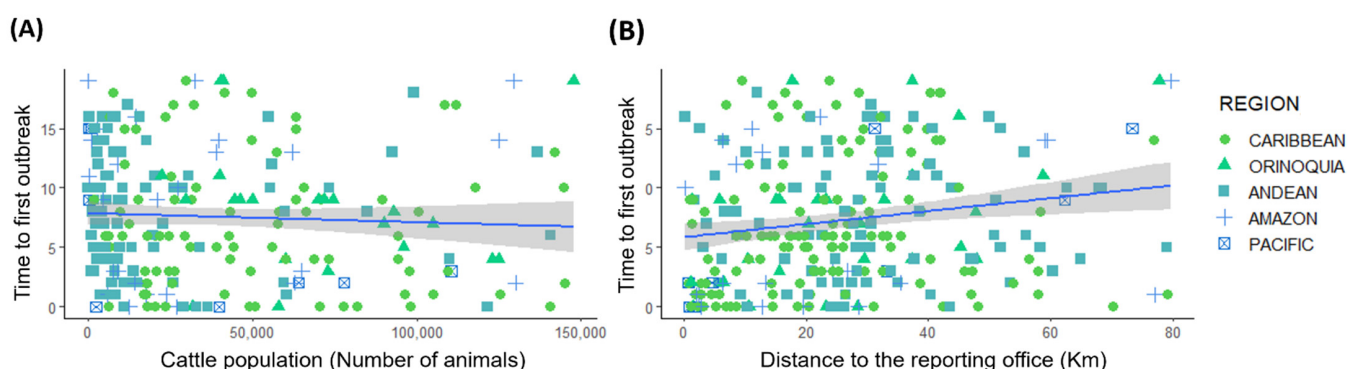 (A)
Time to first outbreak
15
10
5
0
0
50,000
100,000
150,000
Cattle population (Number of animals)
(B)
Time to first outbreak
5
0
5
0
0
20
40
60
80
Distance to the reporting office (Km)
REGION
CARIBBEAN
ORINOQUIA
ANDEAN
AMAZON
PACIFIC